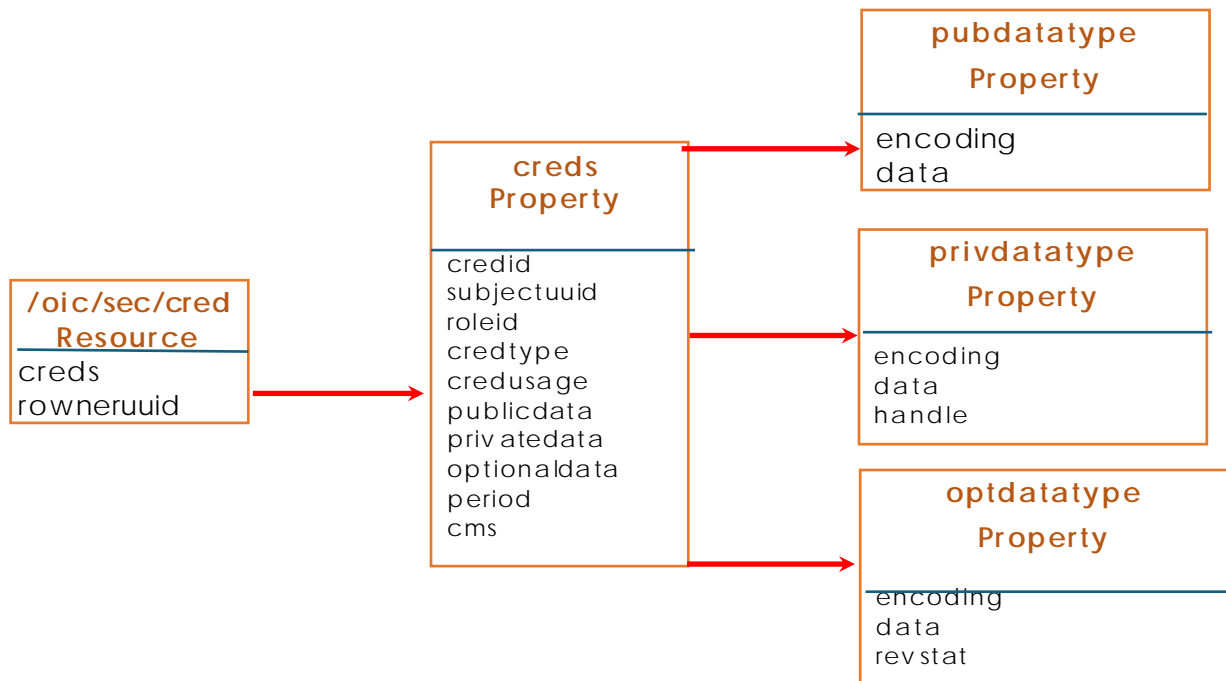 /oic/sec/cred
Resource
creds
rowneruuid
creds
Property
credid
subjectuuid
roleid
credtype
credusage
publicdata
privatedata
optionaldata
period
cms
pubdatatype
Property
encoding
data
privdatatype
Property
encoding
data
handle
optdatatype
Property
encoding
data
revstat